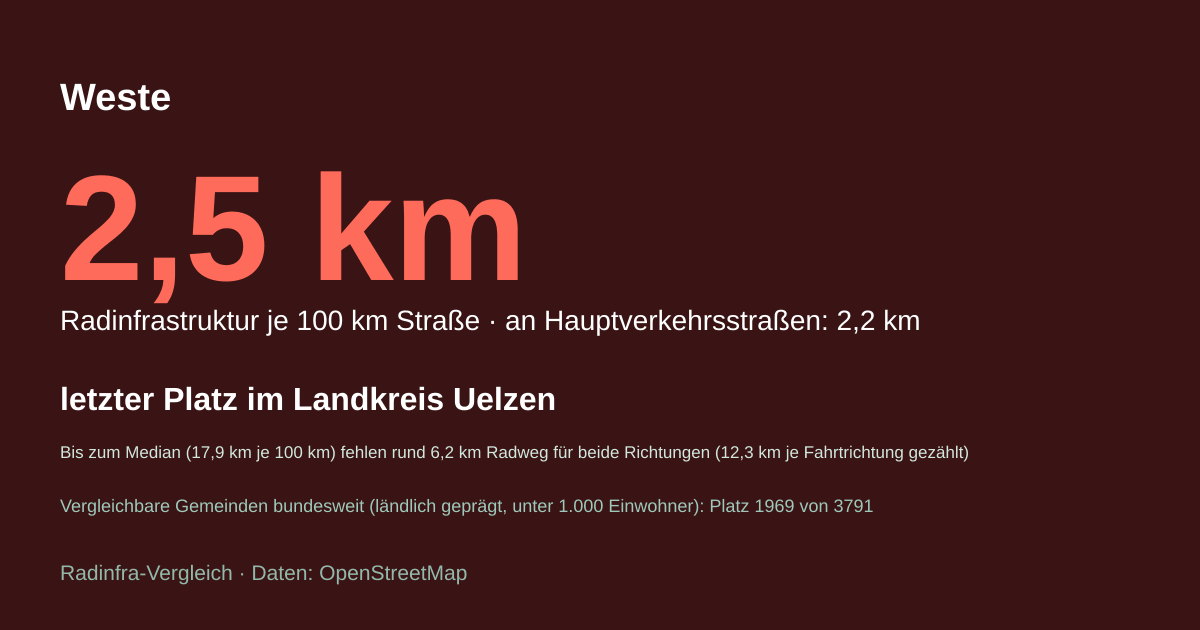 Weste
2,5 km
Radinfrastruktur je 100 km Straße · an Hauptverkehrsstraßen: 2,2 km
letzter Platz im Landkreis Uelzen
Bis zum Median (17,9 km je 100 km) fehlen rund 6,2 km Radweg für beide Richtungen (12,3 km je Fahrtrichtung gezählt)
Vergleichbare Gemeinden bundesweit (ländlich geprägt, unter 1.000 Einwohner): Platz 1969 von 3791
Radinfra-Vergleich · Daten: OpenStreetMap